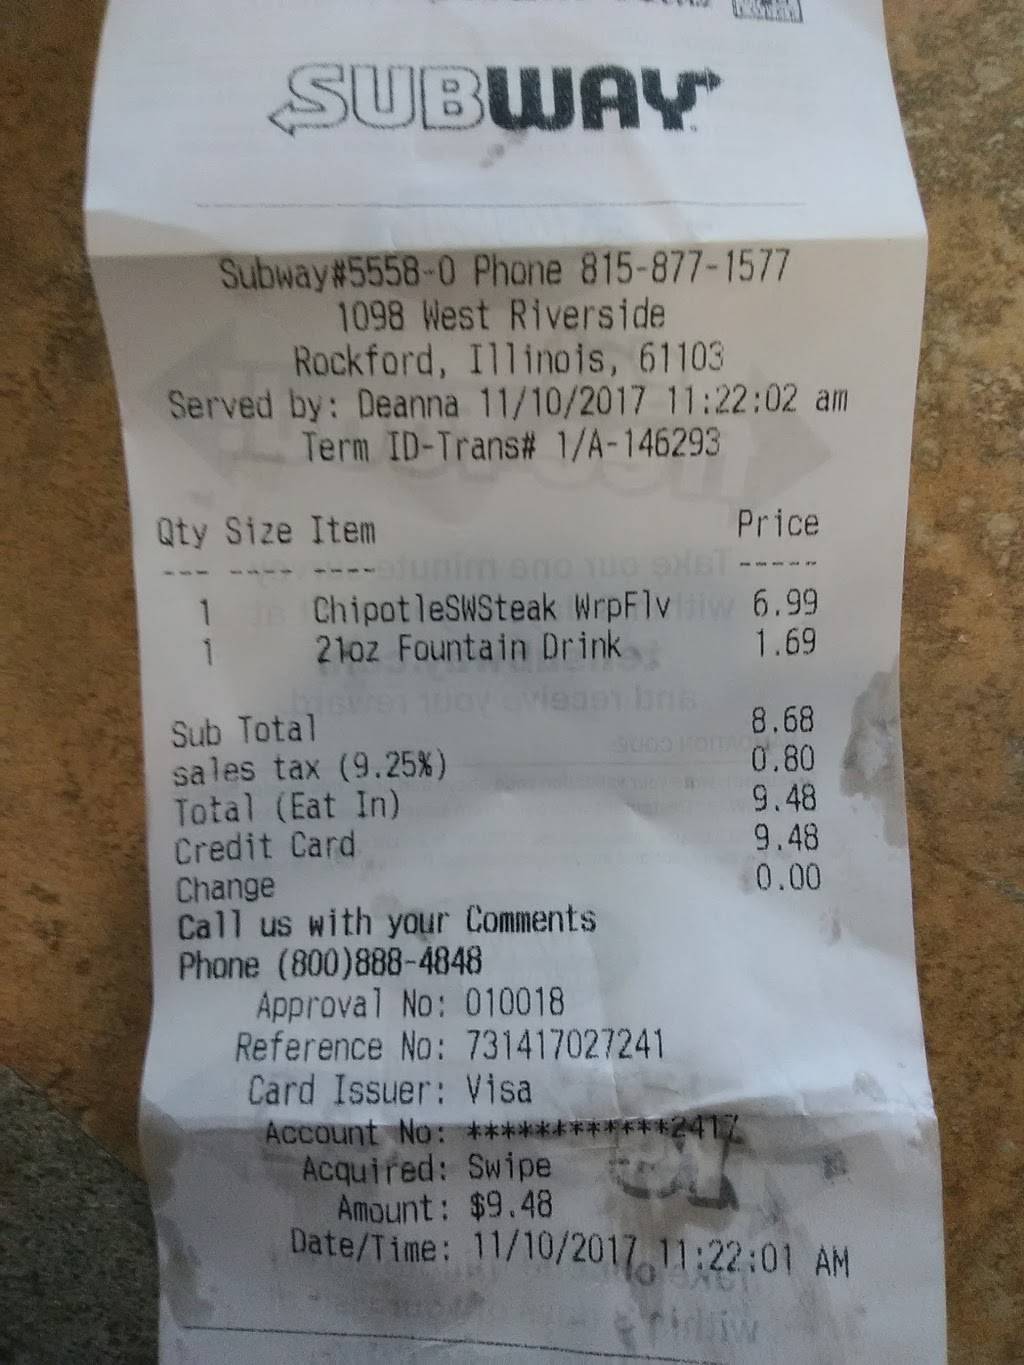 SUBWAY
Subway#5558-0 Phone 815-877-1577
1098 West Riverside
Rockford, Illinois, 61103
Served by: Deanna 11/10/2017 11:22:02 am
Term ID-Trans# 1/A-146293
Qty Size Item Price
--- ---- ---- -----
1 ChipotleSWSteak WrpFlv 6.99
1 21oz Fountain Drink 1.69
Sub Total 8.68
sales tax (9.25%) 0.80
Total (Eat In) 9.48
Credit Card 9.48
Change 0.00
Call us with your Comments
Phone (800)888-4848
Approval No: 010018
Reference No: 731417027241
Card Issuer: Visa
Account No: ************2417
Acquired: Swipe
Amount: $9.48
Date/Time: 11/10/2017 11:22:01 AM